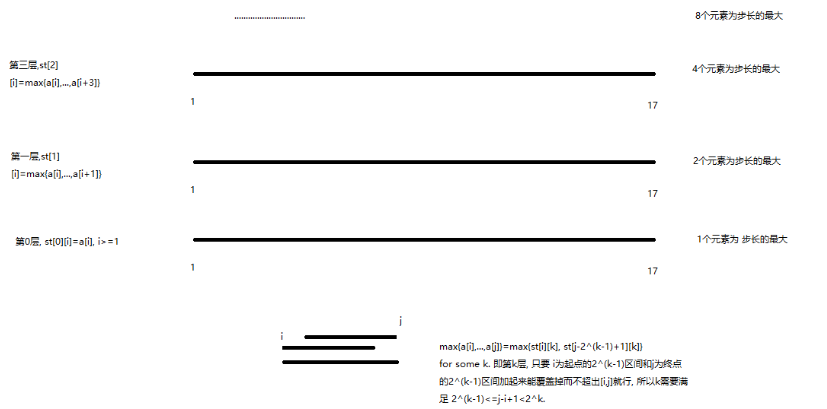 ..............................
8个元素为步长的最大
第三层,st[2]
[i]=max{a[i],...,a[i+3]}
4个元素为步长的最大
1
17
第一层,st[1]
[i]=max{a[i],...,a[i+1]}
2个元素为步长的最大
1
17
第0层, st[0][i]=a[i], i>=1
1个元素为 步长的最大
1
17
j
i
max{a[i],...,a[j]}=max{st[i][k], st[j-2^(k-1)+1][k]}
for some k. 即第k层, 只要 i为起点的2^(k-1)区间和j为终点
的2^(k-1)区间加起来能覆盖掉而不超出[i,j]就行, 所以k需要满
足 2^(k-1)<=j-i+1<2^k.